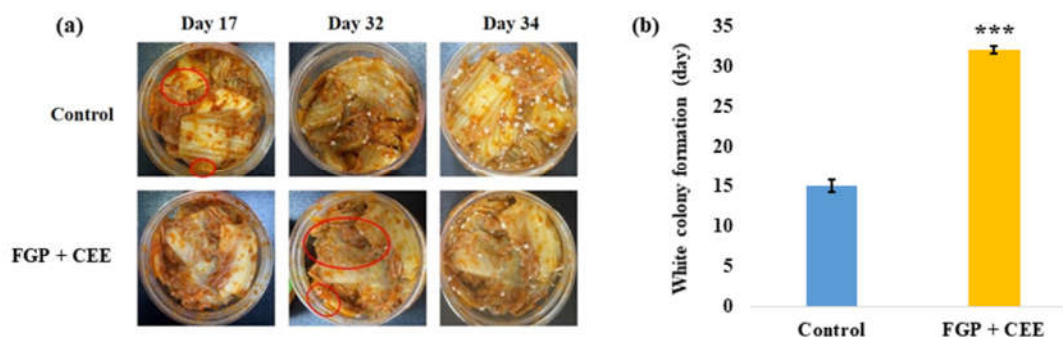 (a)
Day 17
Day 32
Day 34
Control
FGP + CEE
(b)
White colony formation (day)
35
30
25
20
15
10
5
0
***
Control
FGP + CEE